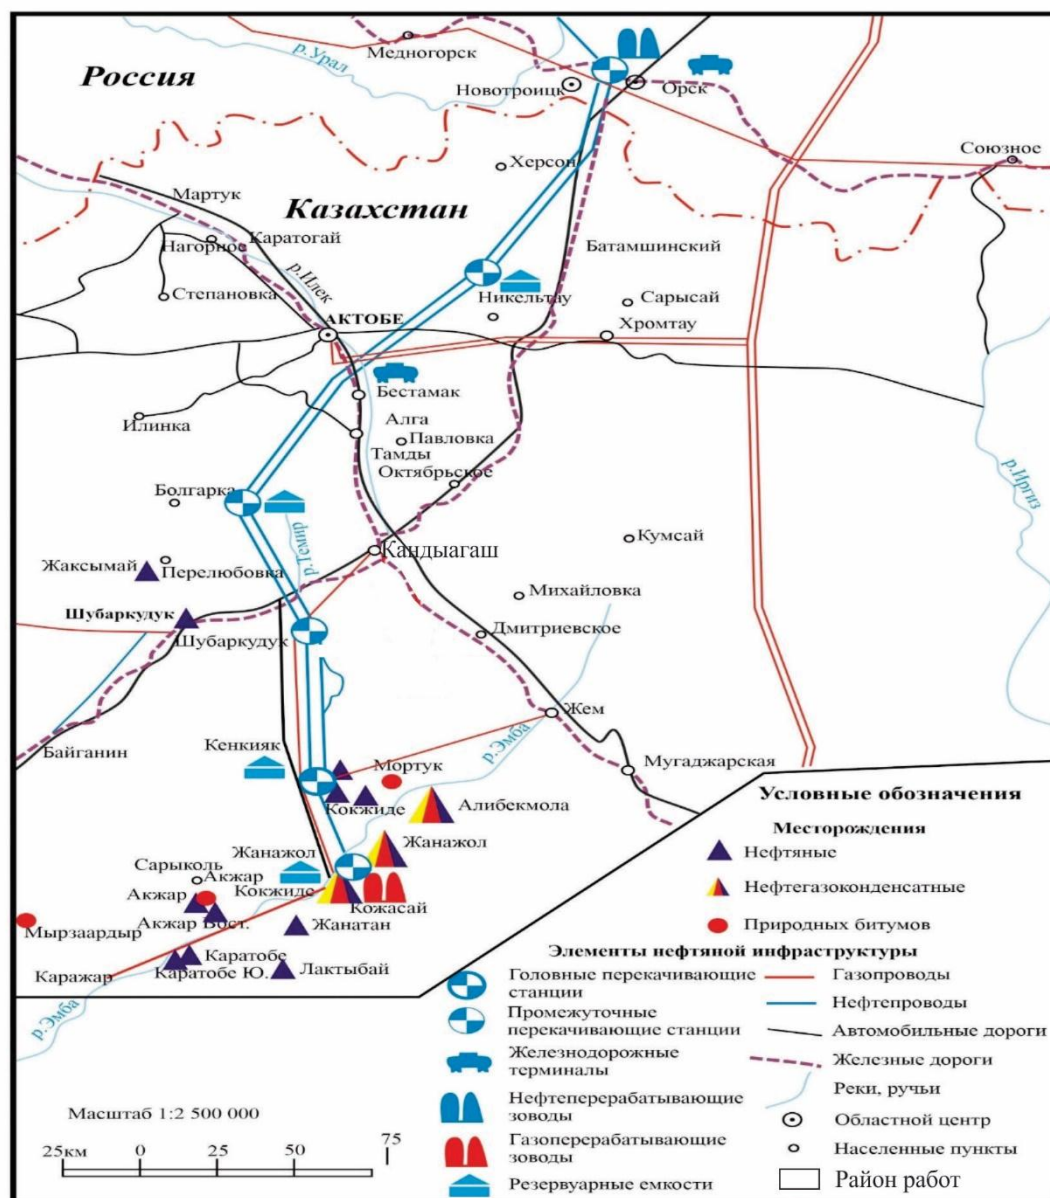 Медногорск
р.Урал
Россия
Новотроицк
Орск
Союзное
Херсон
Мартук
Казахстан
Нагорное
Каратогай
Батамшинский
р.Илек
Степановка
Никельтау
Сарысай
АКТОБЕ
Хромтау
Бестамак
Илинка
Алга
Павловка
Тамды
Октябрьское
р.Иргиз
Болгарка
р.Темир
Кандыагаш
Кумсай
Жаксымай
Перелюбовка
Михайловка
Шубаркудук
Шубаркудук
Дмитриевское
Жем
Байганин
Кенкияк
р.Эмба
Мортук
Мугаджарская
Кокжиде
Алибекмола
Жанажол
Жанажол
Сарыколь
Акжар
Кокжиде
Акжар
Кожасай
Акжар Вост.
Жанатан
Мырзаардыр
Каратобе
Каражар
Каратобе Ю.
Лактыбай
р.Эмба
Условные обозначения
Месторождения
Нефтяные
Нефтегазоконденсатные
Природных битумов
Элементы нефтяной инфраструктуры
Головные перекачивающие
станции
Промежуточные
перекачивающие станции
Железнодорожные
терминалы
Нефтеперерабатывающие
зоводы
Газоперерабатывающие
зоводы
Резервуарные емкости
Газопроводы
Нефтепроводы
Автомобильные дороги
Железные дороги
Реки, ручьи
Областной центр
Населенные пункты
Район работ
Масштаб 1:2 500 000
25км 0 25 50 75